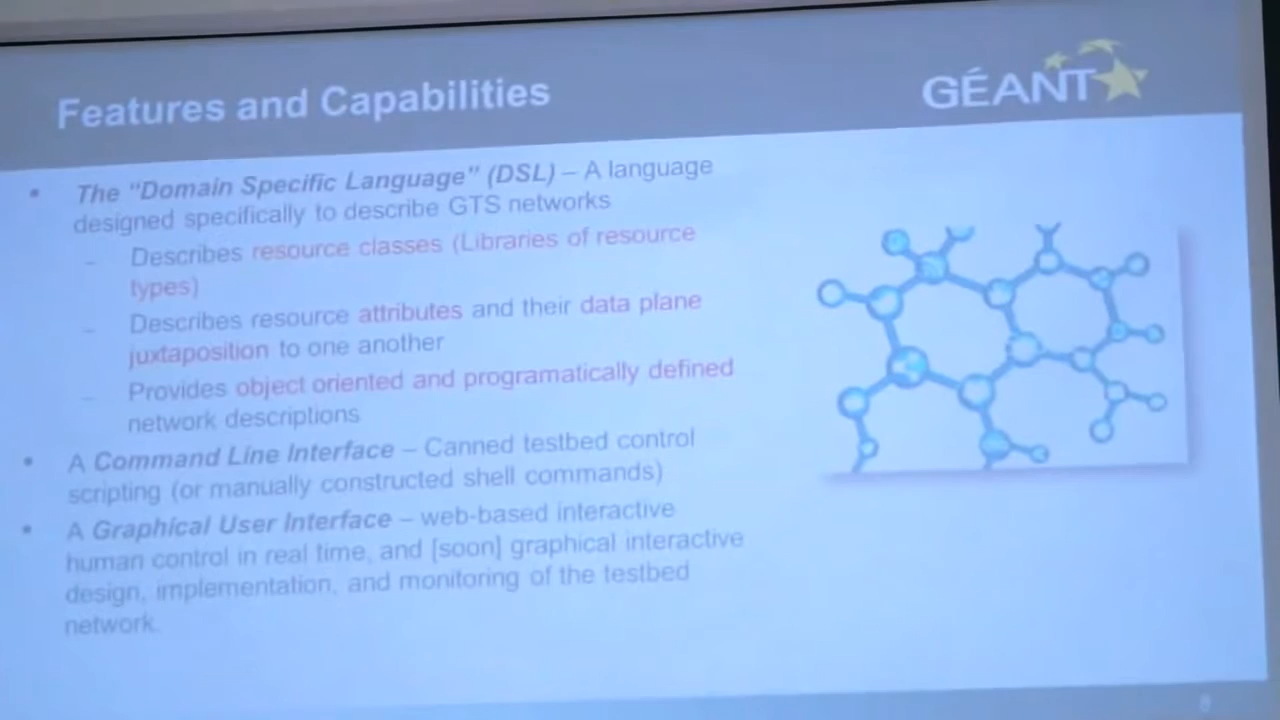 Features and Capabilities
GÉANT
• The “Domain Specific Language” (DSL) – A language
designed specifically to describe GTS networks
– Describes resource classes (Libraries of resource
types)
– Describes resource attributes and their data plane
juxtaposition to one another
– Provides object oriented and programatically defined
network descriptions
• A Command Line Interface – Canned testbed control
scripting (or manually constructed shell commands)
• A Graphical User Interface – web-based interactive
human control in real time, and [soon] graphical interactive
design, implementation, and monitoring of the testbed
network.